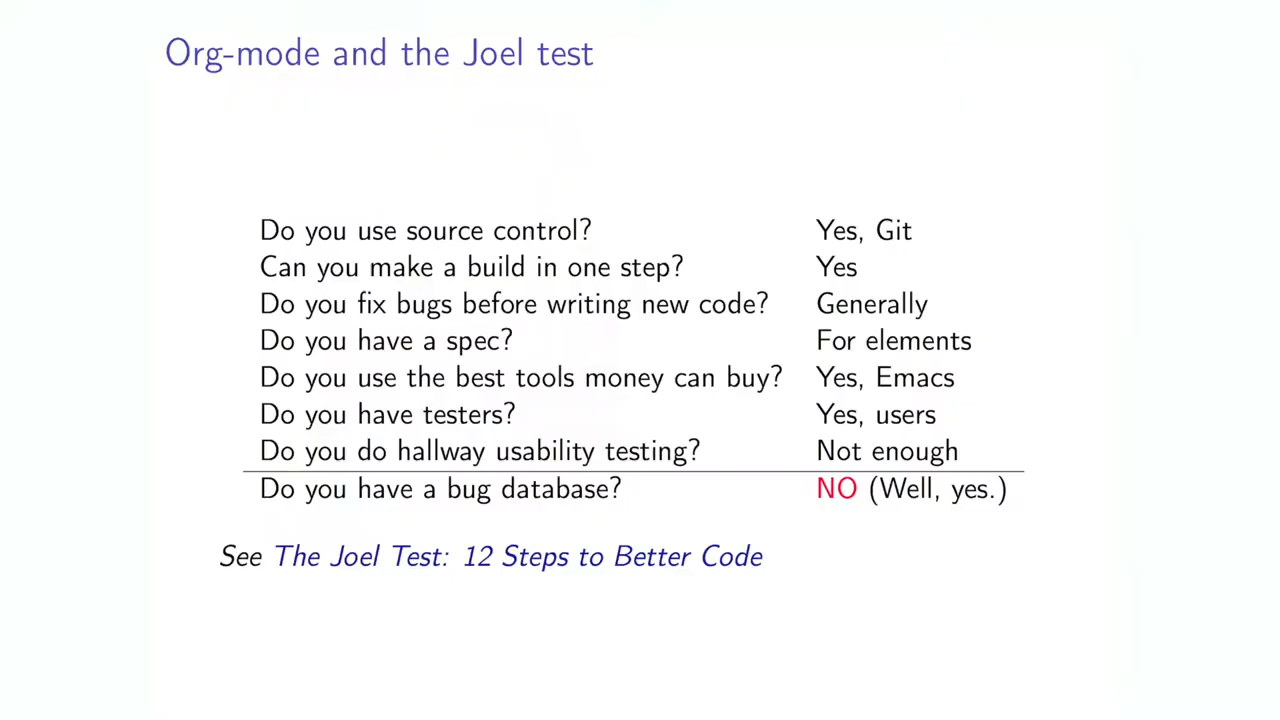 Org-mode and the Joel test
Do you use source control? Yes, Git
Can you make a build in one step? Yes
Do you fix bugs before writing new code? Generally
Do you have a spec? For elements
Do you use the best tools money can buy? Yes, Emacs
Do you have testers? Yes, users
Do you do hallway usability testing? Not enough
Do you have a bug database? NO (Well, yes.)
See The Joel Test: 12 Steps to Better Code